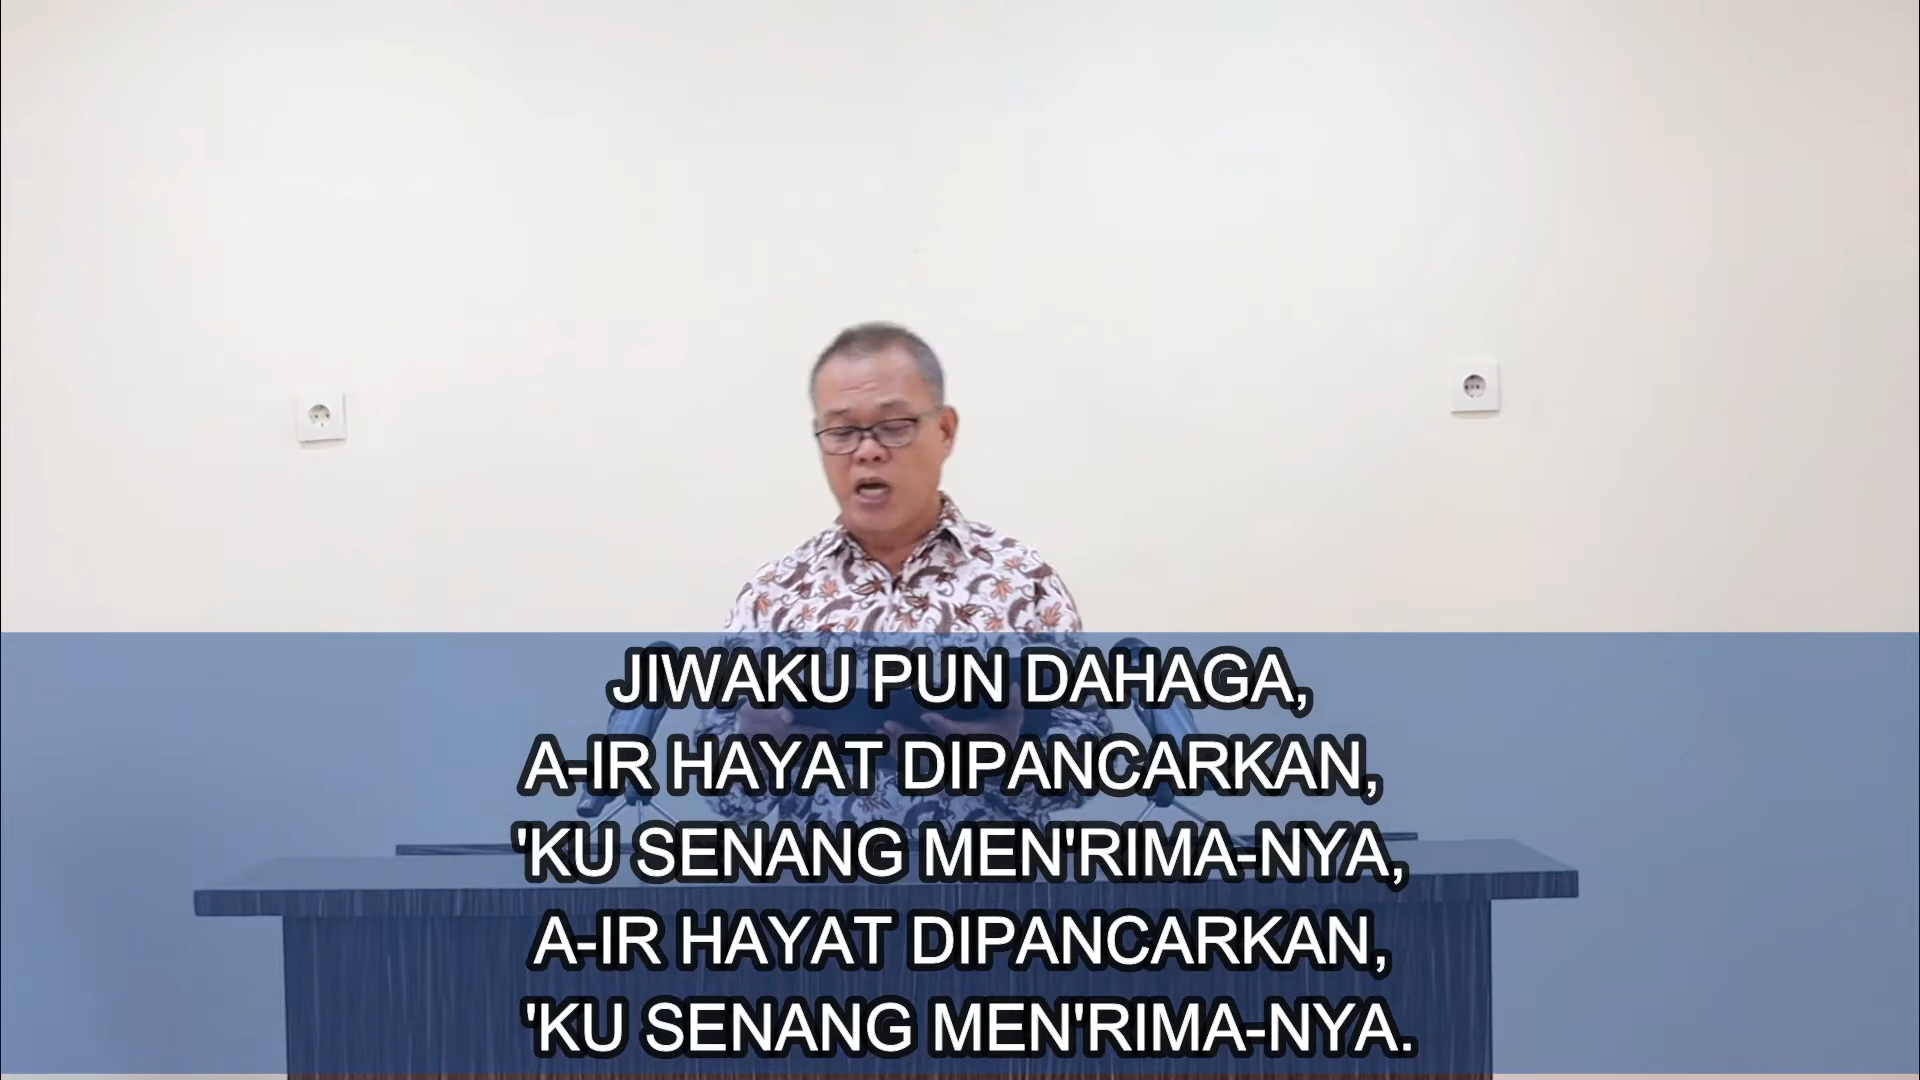 JIWAKU PUN DAHAGA,
A-IR HAYAT DIPANCARKAN,
'KU SENANG MEN'RIMA-NYA,
A-IR HAYAT DIPANCARKAN,
'KU SENANG MEN'RIMA-NYA.